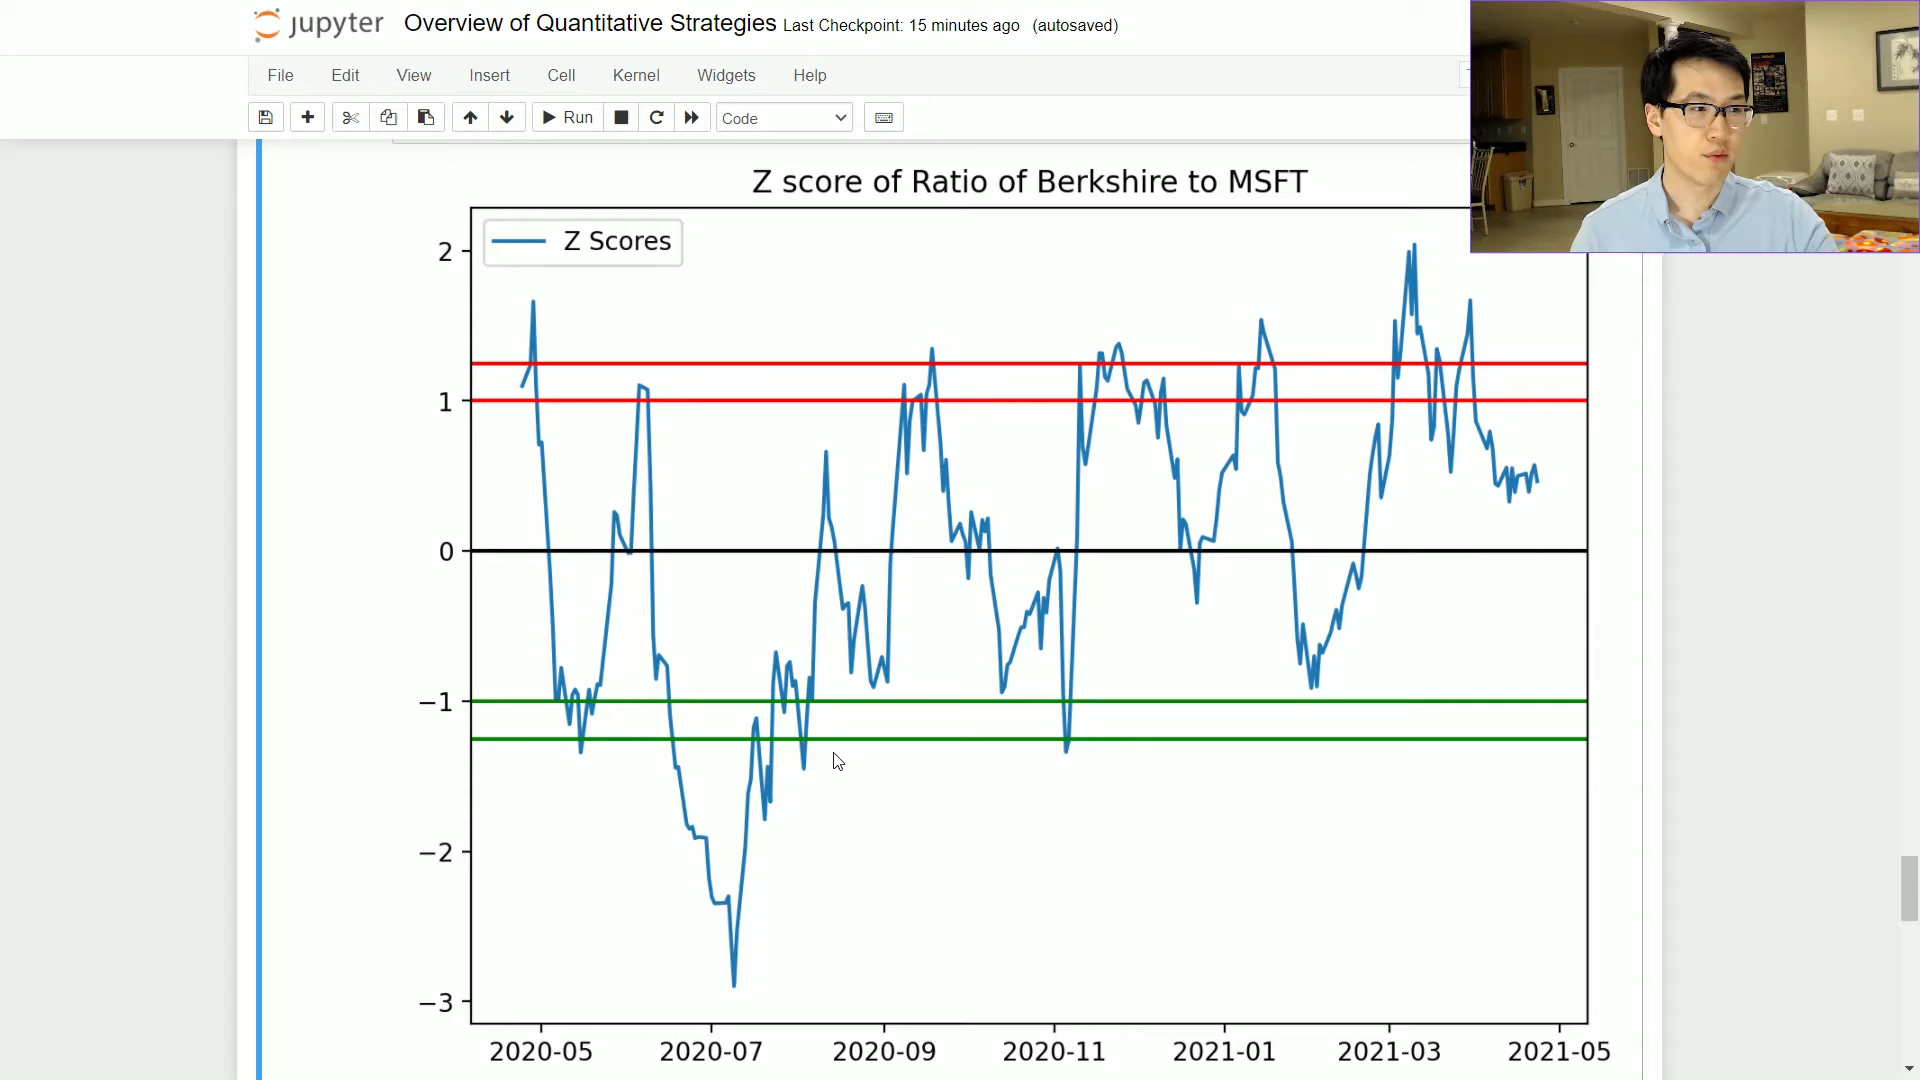 jupyter Overview of Quantitative Strategies Last Checkpoint: 15 minutes ago (autosaved)
File Edit View Insert Cell Kernel Widgets Help
Run Code
Z score of Ratio of Berkshire to MSFT
Z Scores
2
1
0
−1
−2
−3
2020-05 2020-07 2020-09 2020-11 2021-01 2021-03 2021-05